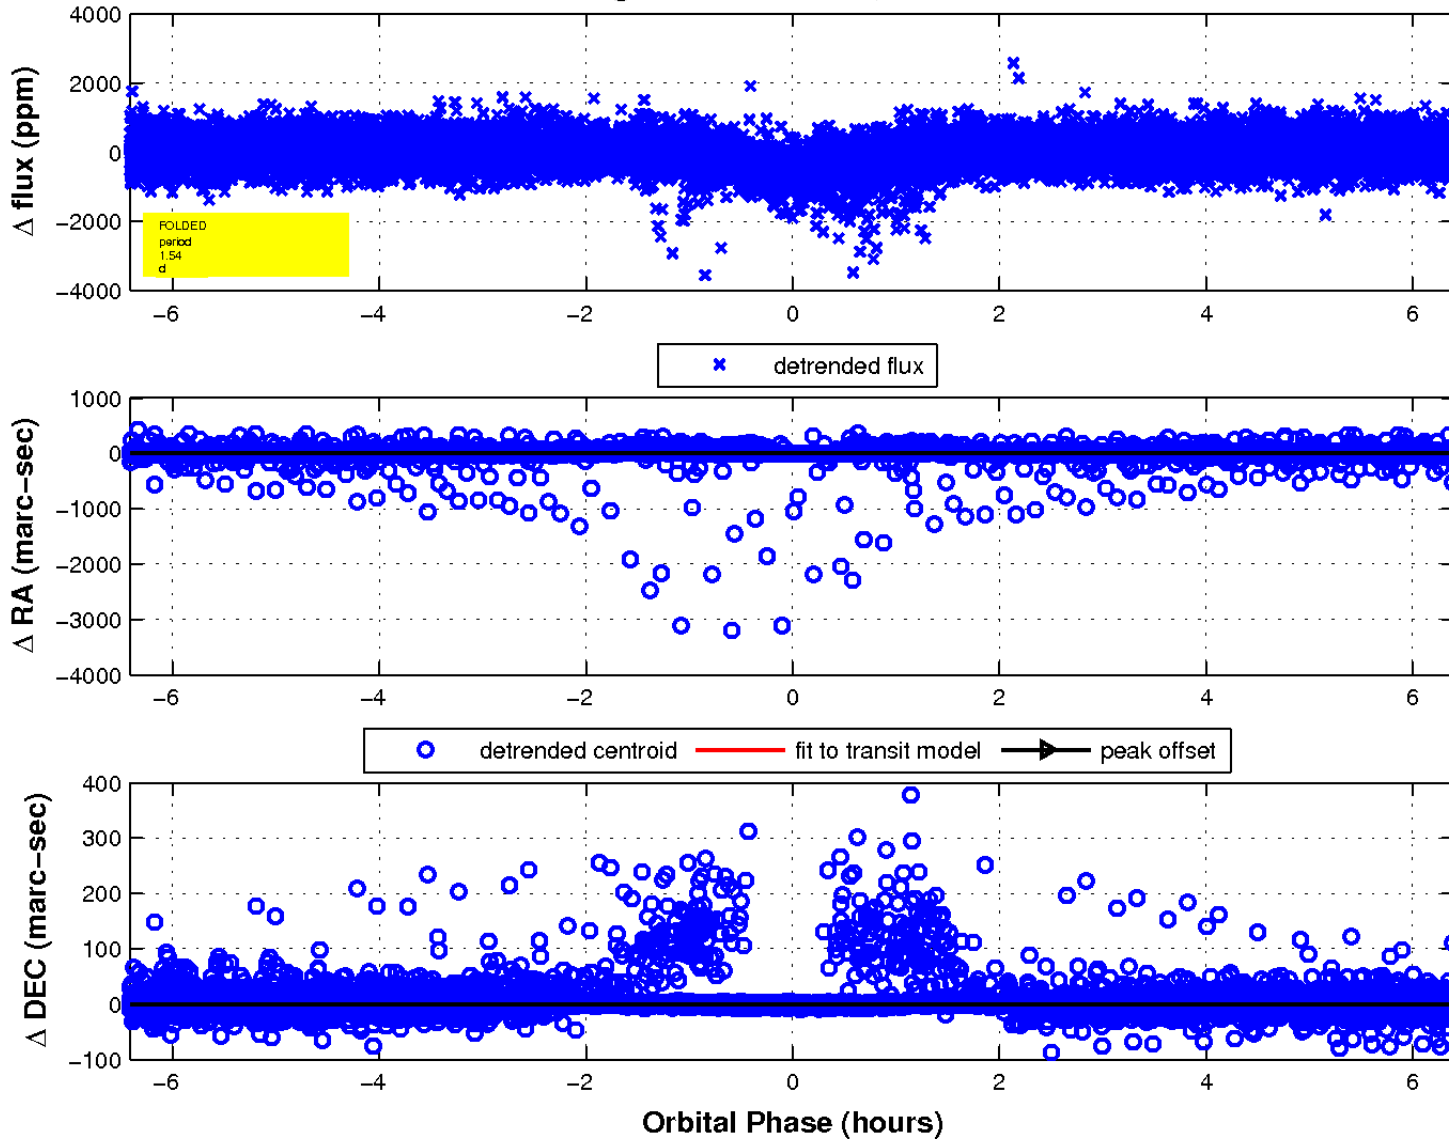 4000
2000
0
−2000
−4000
Δ flux (ppm)
FOLDED
period
1.54
d
−6 −4 −2 0 2 4 6
detrended flux
1000
0
−1000
−2000
−3000
−4000
Δ RA (marc−sec)
−6 −4 −2 0 2 4 6
detrended centroid fit to transit model peak offset
400
300
200
100
0
−100
Δ DEC (marc−sec)
−6 −4 −2 0 2 4 6
Orbital Phase (hours)